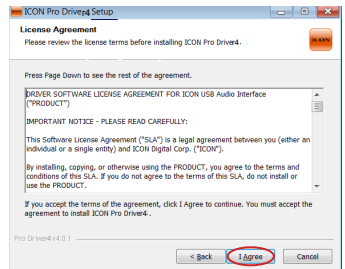 ICON Pro Driver4 Setup
License Agreement
Please review the license terms before installing ICON Pro Driver4.
ICON
Press Page Down to see the rest of the agreement.
DRIVER SOFTWARE LICENSE AGREEMENT FOR ICON USB Audio Interface
("PRODUCT")
IMPORTANT NOTICE - PLEASE READ CAREFULLY:
This Software License Agreement ("SLA") is a legal agreement between you (either an
individual or a single entity) and ICON Digital Corp. ("ICON").
By installing, copying, or otherwise using the PRODUCT, you agree to the terms and
conditions of this SLA. If you do not agree to the terms of this SLA, do not install or
use the PRODUCT.
If you accept the terms of the agreement, click I Agree to continue. You must accept the
agreement to install ICON Pro Driver4.
Pro Driver4 v4.0.1
< Back
I Agree
Cancel